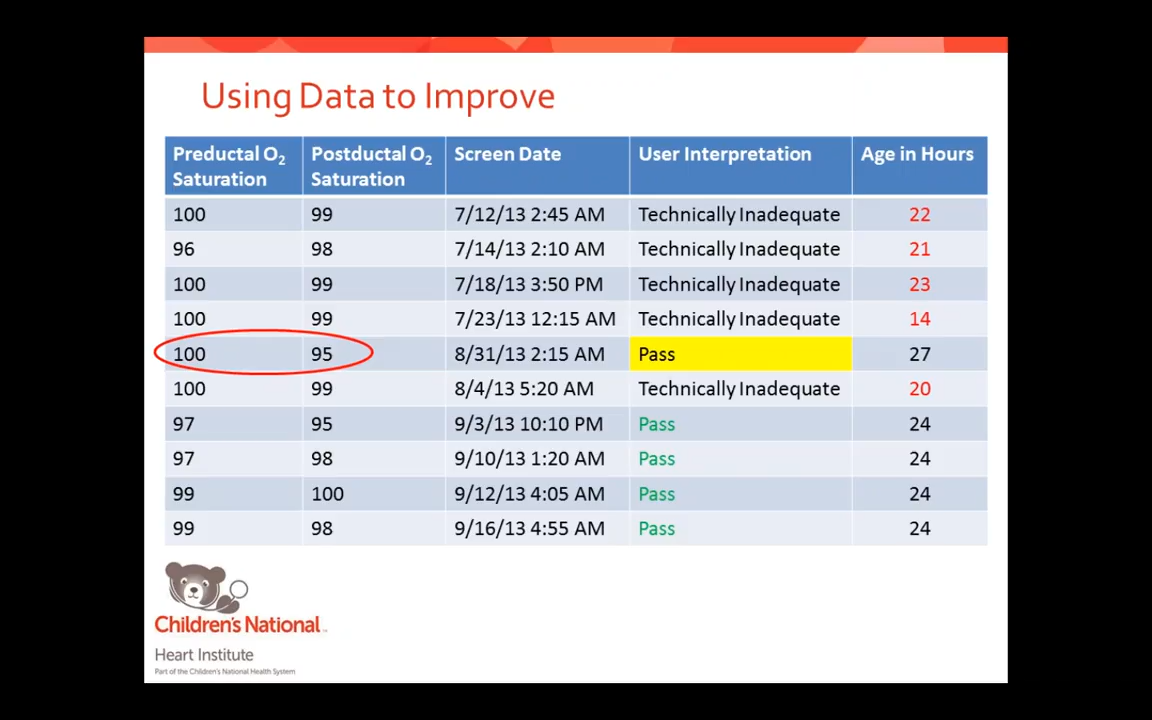 Using Data to Improve
Preductal O2 Saturation Postductal O2 Saturation Screen Date User Interpretation Age in Hours
100 99 7/12/13 2:45 AM Technically Inadequate 22
96 98 7/14/13 2:10 AM Technically Inadequate 21
100 99 7/18/13 3:50 PM Technically Inadequate 23
100 99 7/23/13 12:15 AM Technically Inadequate 14
100 95 8/31/13 2:15 AM Pass 27
100 99 8/4/13 5:20 AM Technically Inadequate 20
97 95 9/3/13 10:10 PM Pass 24
97 98 9/10/13 1:20 AM Pass 24
99 100 9/12/13 4:05 AM Pass 24
99 98 9/16/13 4:55 AM Pass 24
Children's National™
Heart Institute
Part of the Children's National Health System